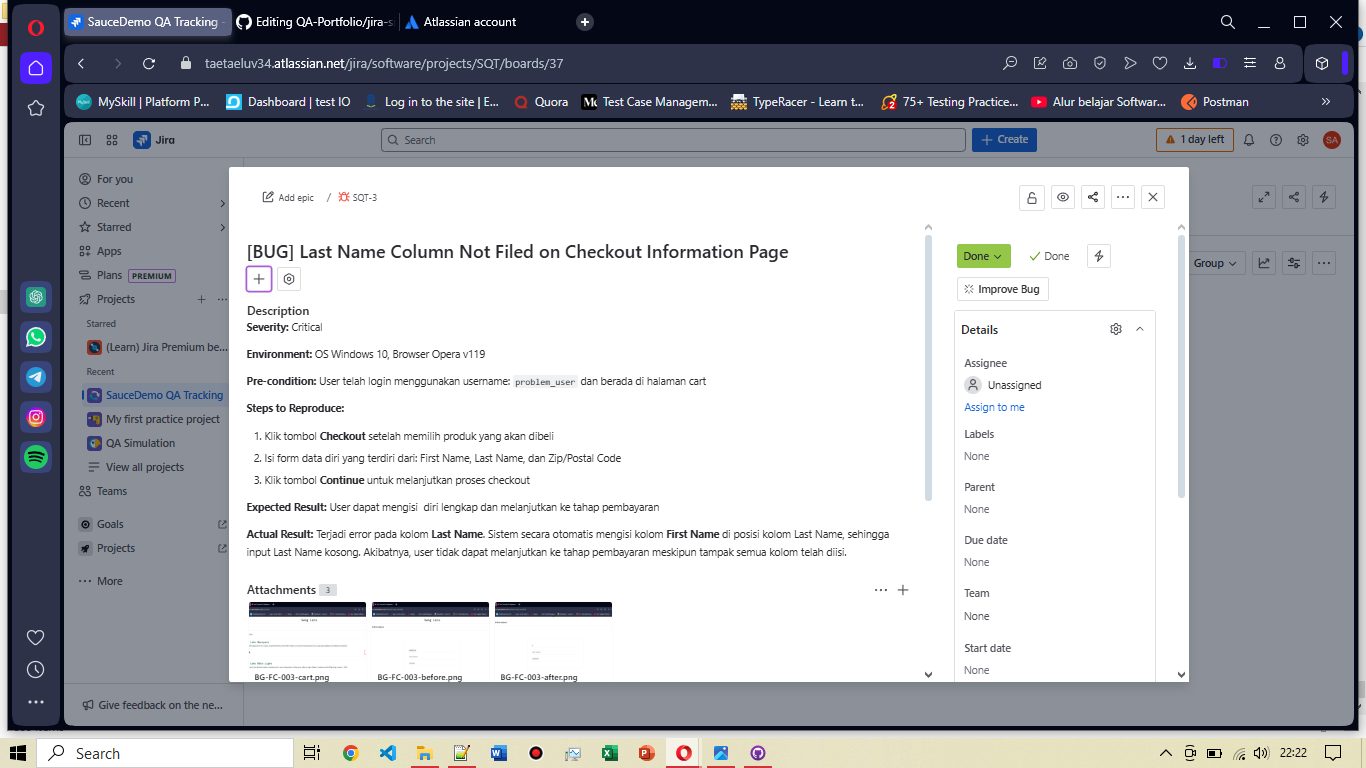 SauceDemo QA Tracking -
Editing QA-Portfolio/jira-s
Atlassian account
taetaeluv34.atlassian.net/jira/software/projects/SQT/boards/37
MySkill | Platform P...
Dashboard | test IO
Log in to the site | E...
Quora
Test Case Managem...
TypeRacer - Learn t...
75+ Testing Practice...
Alur belajar Softwar...
Postman
Jira
Search
Create
1 day left
SA
For you
Recent
Starred
Apps
Plans PREMIUM
Projects
Starred
(Learn) Jira Premium be...
Recent
SauceDemo QA Tracking
My first practice project
QA Simulation
View all projects
Teams
Goals
Projects
More
Give feedback on the ne...
Group
Add epic / SQT-3
[BUG] Last Name Column Not Filed on Checkout Information Page
Description
Severity: Critical
Environment: OS Windows 10, Browser Opera v119
Pre-condition: User telah login menggunakan username: problem_user dan berada di halaman cart
Steps to Reproduce:
1. Klik tombol Checkout setelah memilih produk yang akan dibeli
2. Isi form data diri yang terdiri dari: First Name, Last Name, dan Zip/Postal Code
3. Klik tombol Continue untuk melanjutkan proses checkout
Expected Result: User dapat mengisi diri lengkap dan melanjutkan ke tahap pembayaran
Actual Result: Terjadi error pada kolom Last Name. Sistem secara otomatis mengisi kolom First Name di posisi kolom Last Name, sehingga
input Last Name kosong. Akibatnya, user tidak dapat melanjutkan ke tahap pembayaran meskipun tampak semua kolom telah diisi.
Attachments 3
BG-FC-003-cart.png
BG-FC-003-before.png
BG-FC-003-after.png
Done
Done
Improve Bug
Details
Assignee
Unassigned
Assign to me
Labels
None
Parent
None
Due date
None
Team
None
Start date
None
Search
22:22